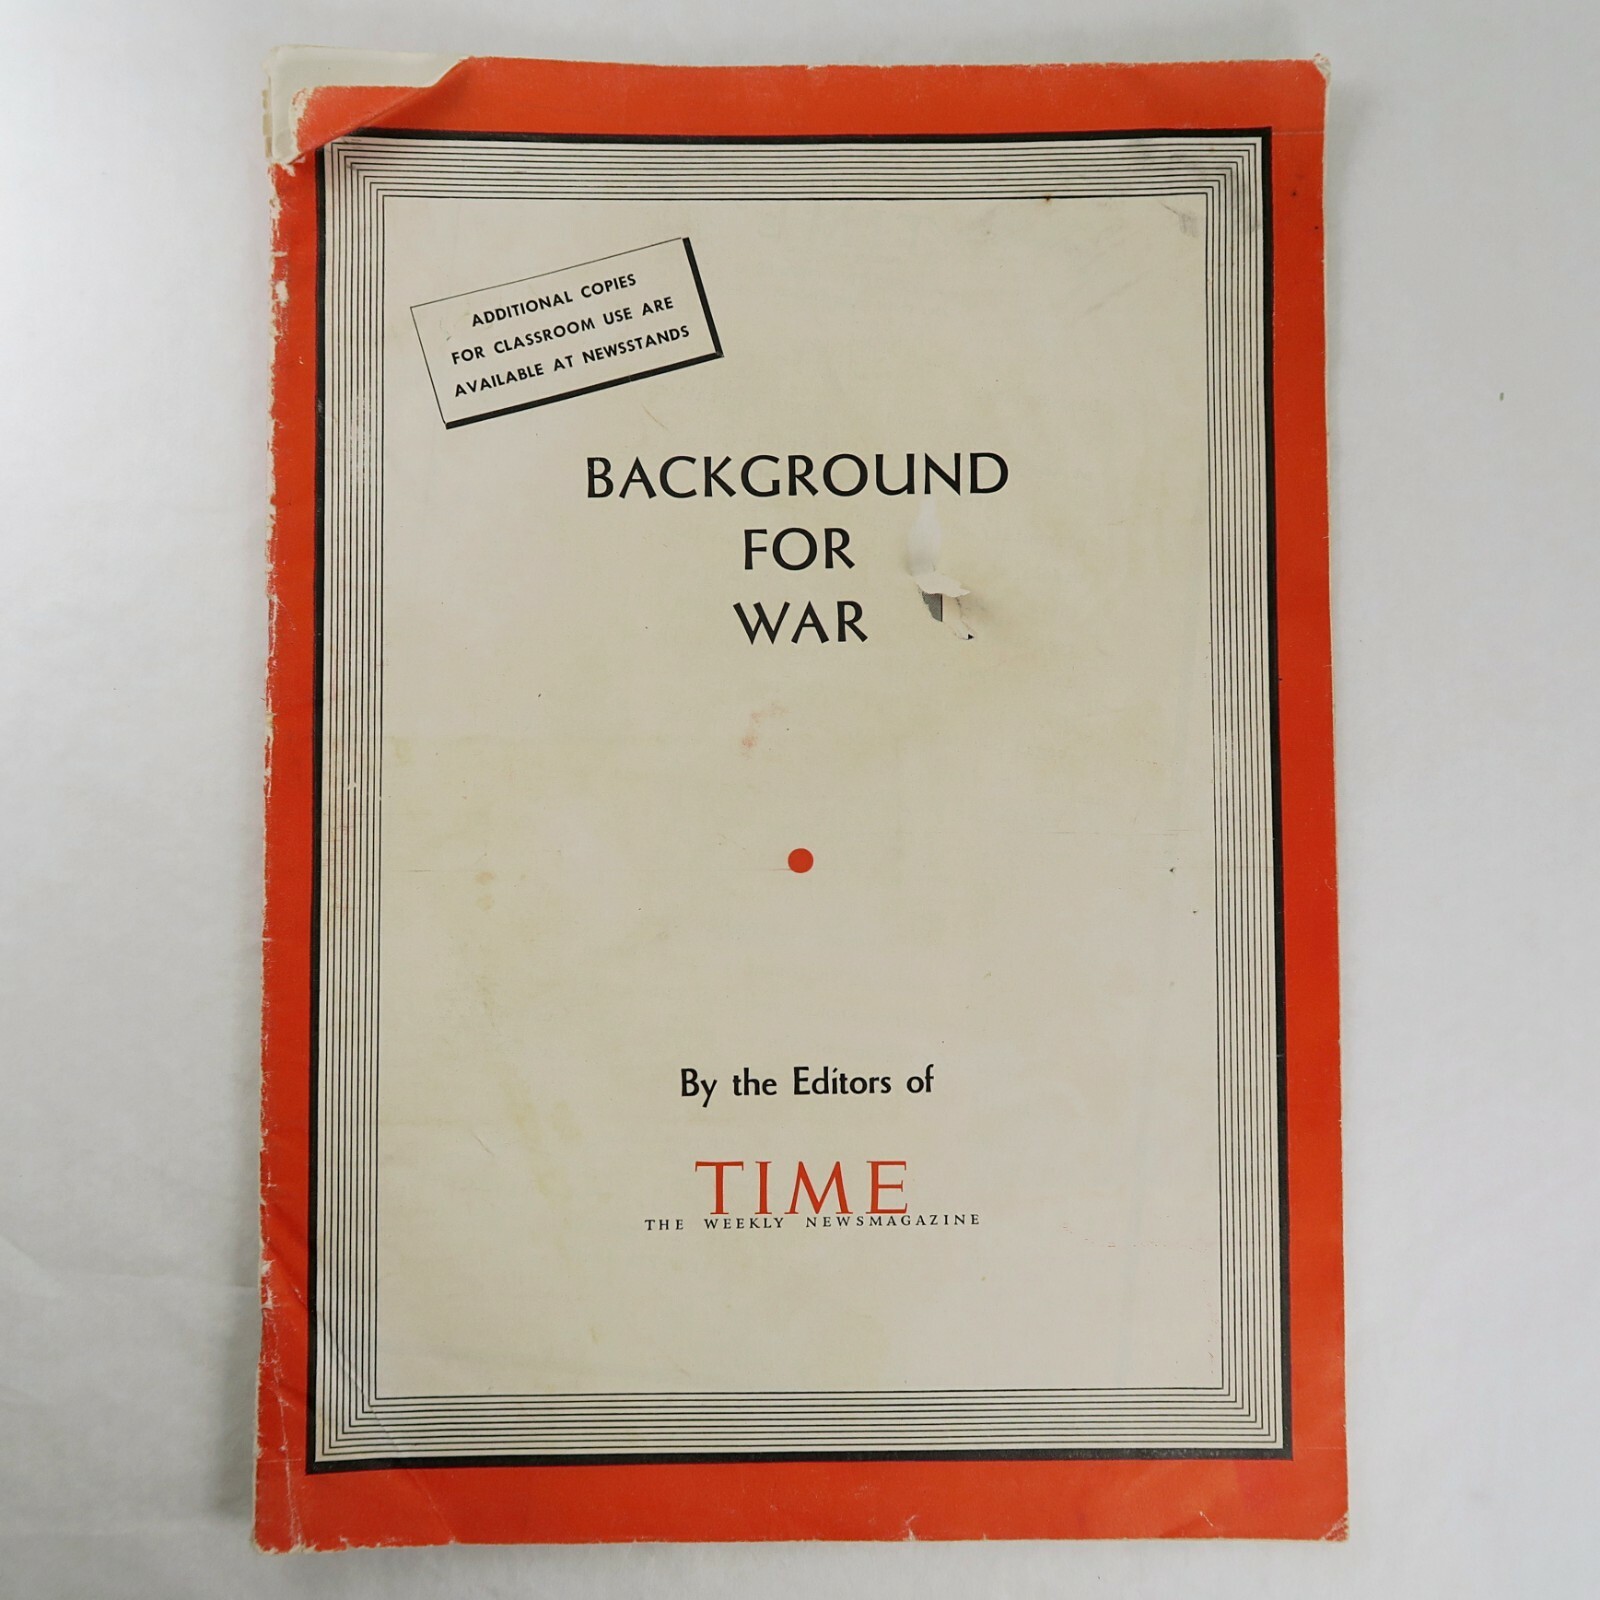 ADDITIONAL COPIES
FOR CLASSROOM USE ARE
AVAILABLE AT NEWSSTANDS
BACKGROUND
FOR
WAR
By the Editors of
TIME
THE WEEKLY NEWSMAGAZINE